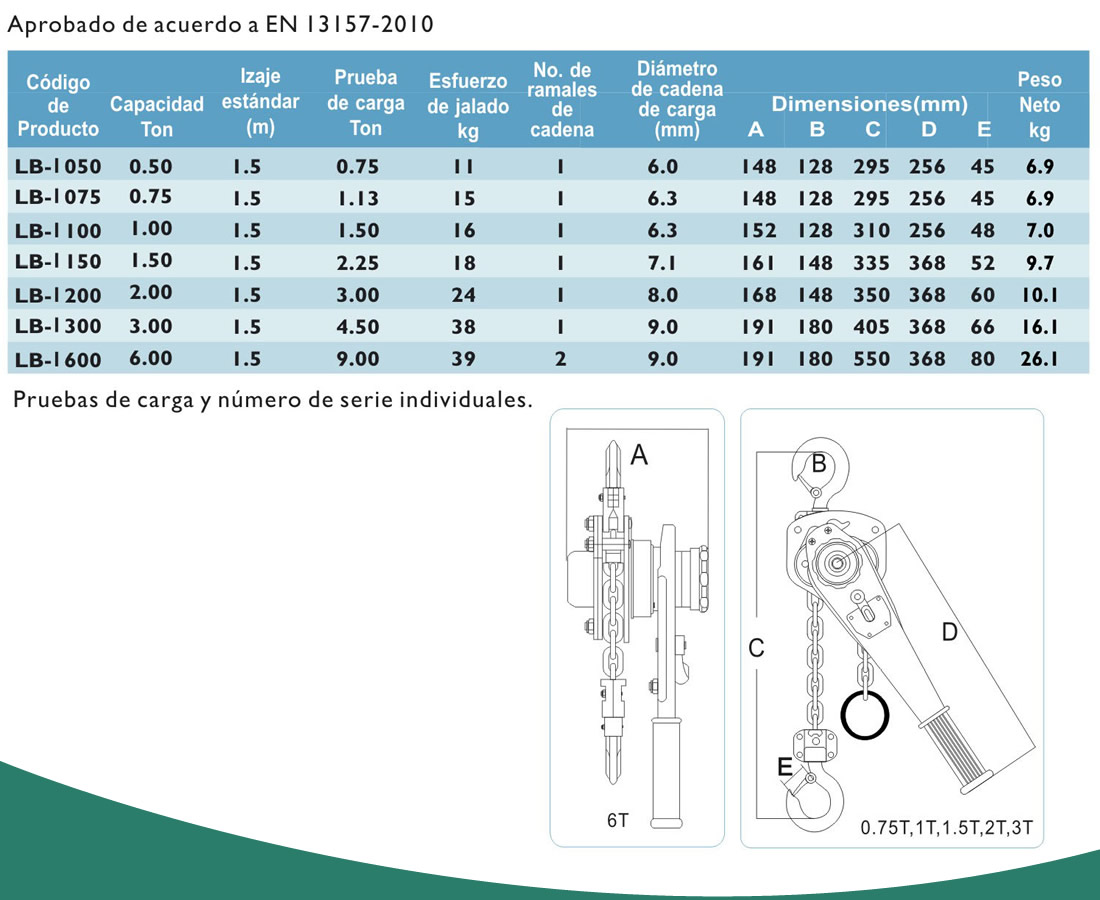 Aprobado de acuerdo a EN 13157-2010
Código de Producto Capacidad Ton Izaje estándar (m) Prueba de carga Ton Esfuerzo de jalado kg No. de ramales de cadena Diámetro de cadena de carga (mm) Dimensiones(mm) A B C D E Peso Neto kg
LB-1050 0.50 1.5 0.75 11 1 6.0 148 128 295 256 45 6.9
LB-1075 0.75 1.5 1.13 15 1 6.3 148 128 295 256 45 6.9
LB-1100 1.00 1.5 1.50 16 1 6.3 152 128 310 256 48 7.0
LB-1150 1.50 1.5 2.25 18 1 7.1 161 148 335 368 52 9.7
LB-1200 2.00 1.5 3.00 24 1 8.0 168 148 350 368 60 10.1
LB-1300 3.00 1.5 4.50 38 1 9.0 191 180 405 368 66 16.1
LB-1600 6.00 1.5 9.00 39 2 9.0 191 180 550 368 80 26.1
Pruebas de carga y número de serie individuales.
A
6T
B
C
D
E
0.75T,1T,1.5T,2T,3T